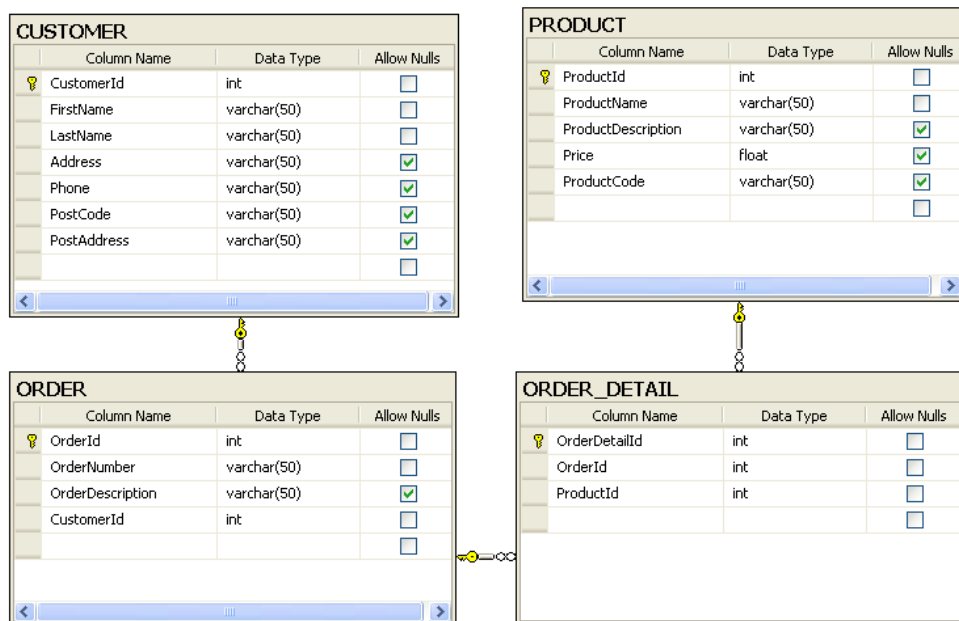 CUSTOMER
Column Name Data Type Allow Nulls
CustomerId int
FirstName varchar(50)
LastName varchar(50)
Address varchar(50)
Phone varchar(50)
PostCode varchar(50)
PostAddress varchar(50)
PRODUCT
Column Name Data Type Allow Nulls
ProductId int
ProductName varchar(50)
ProductDescription varchar(50)
Price float
ProductCode varchar(50)
ORDER
Column Name Data Type Allow Nulls
OrderId int
OrderNumber varchar(50)
OrderDescription varchar(50)
CustomerId int
ORDER_DETAIL
Column Name Data Type Allow Nulls
OrderDetailId int
OrderId int
ProductId int